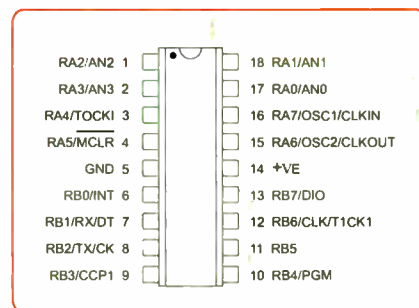 RA2/AN2 1 18 RA1/AN1
RA3/AN3 2 17 RA0/AN0
RA4/TOCKI 3 16 RA7/OSC1/CLKIN
RA5/MCLR 4 15 RA6/OSC2/CLKOUT
GND 5 14 +VE
RB0/INT 6 13 RB7/DIO
RB1/RX/DT 7 12 RB6/CLK/T1CK1
RB2/TX/CK 8 11 RB5
RB3/CCP1 9 10 RB4/PGM